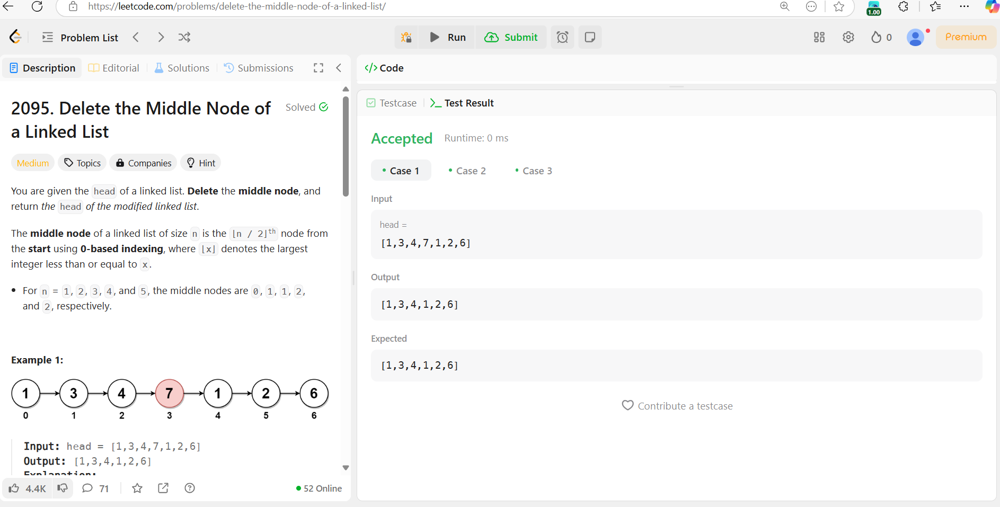 https://leetcode.com/problems/delete-the-middle-node-of-a-linked-list/
1.00
Problem List
Run
Submit
0
Premium
Description
Editorial
Solutions
Submissions
2095. Delete the Middle Node of
a Linked List
Solved
Medium
Topics
Companies
Hint
You are given the head of a linked list. Delete the middle node, and
return the head of the modified linked list.
The middle node of a linked list of size n is the ⌊n / 2⌋th node from
the start using 0-based indexing, where ⌊x⌋ denotes the largest
integer less than or equal to x.
• For n = 1, 2, 3, 4, and 5, the middle nodes are 0, 1, 1, 2,
and 2, respectively.
Example 1:
1 3 4 7 1 2 6
0 1 2 3 4 5 6
Input: head = [1,3,4,7,1,2,6]
Output: [1,3,4,1,2,6]
Explanation:
4.4K
71
52 Online
</> Code
Testcase
>_ Test Result
Accepted
Runtime: 0 ms
• Case 1
• Case 2
• Case 3
Input
head =
[1,3,4,7,1,2,6]
Output
[1,3,4,1,2,6]
Expected
[1,3,4,1,2,6]
Contribute a testcase